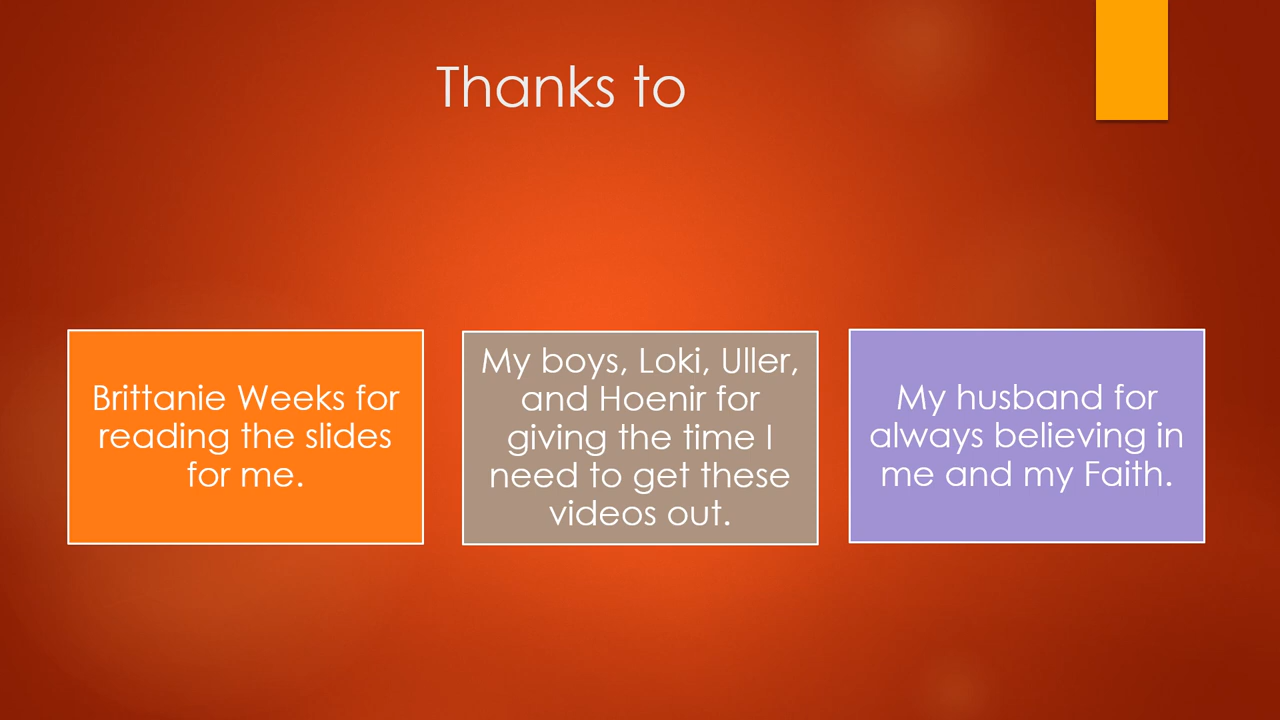 Thanks to
Brittanie Weeks for
reading the slides
for me.
My boys, Loki, Uller,
and Hoenir for
giving the time I
need to get these
videos out.
My husband for
always believing in
me and my Faith.